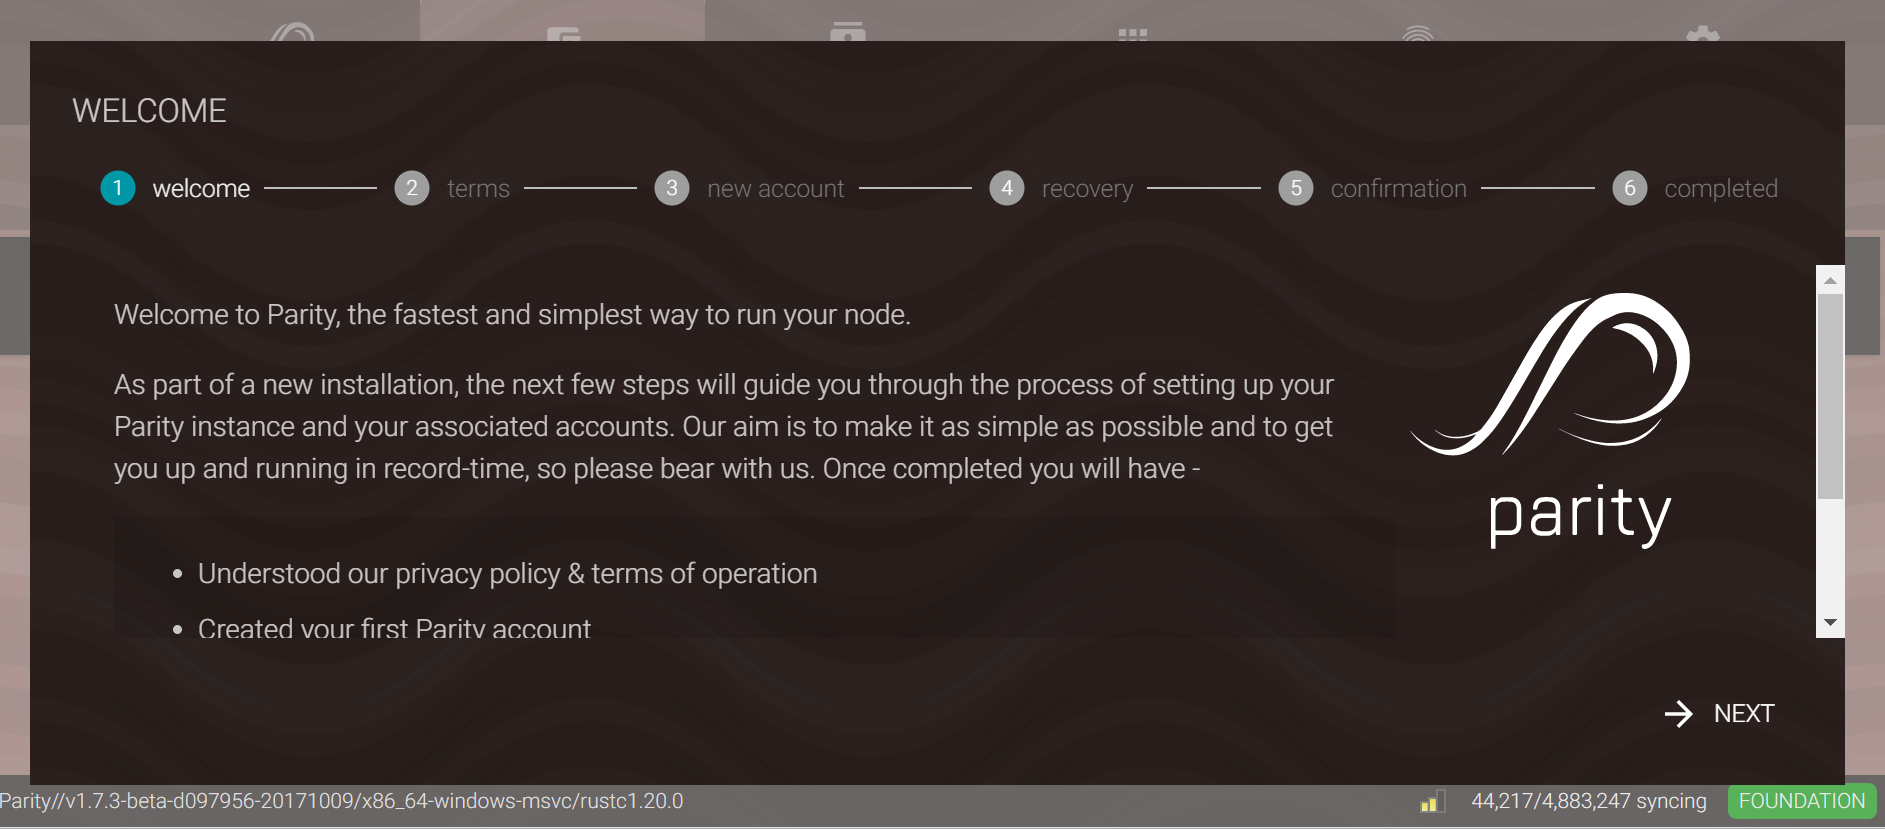 WELCOME
1 welcome 2 terms 3 new account 4 recovery 5 confirmation 6 completed
Welcome to Parity, the fastest and simplest way to run your node.
As part of a new installation, the next few steps will guide you through the process of setting up your
Parity instance and your associated accounts. Our aim is to make it as simple as possible and to get
you up and running in record-time, so please bear with us. Once completed you will have -
• Understood our privacy policy & terms of operation
• Created your first Parity account
parity
NEXT
Parity//v1.7.3-beta-d097956-20171009/x86_64-windows-msvc/rustc1.20.0
44,217/4,883,247 syncing
FOUNDATION